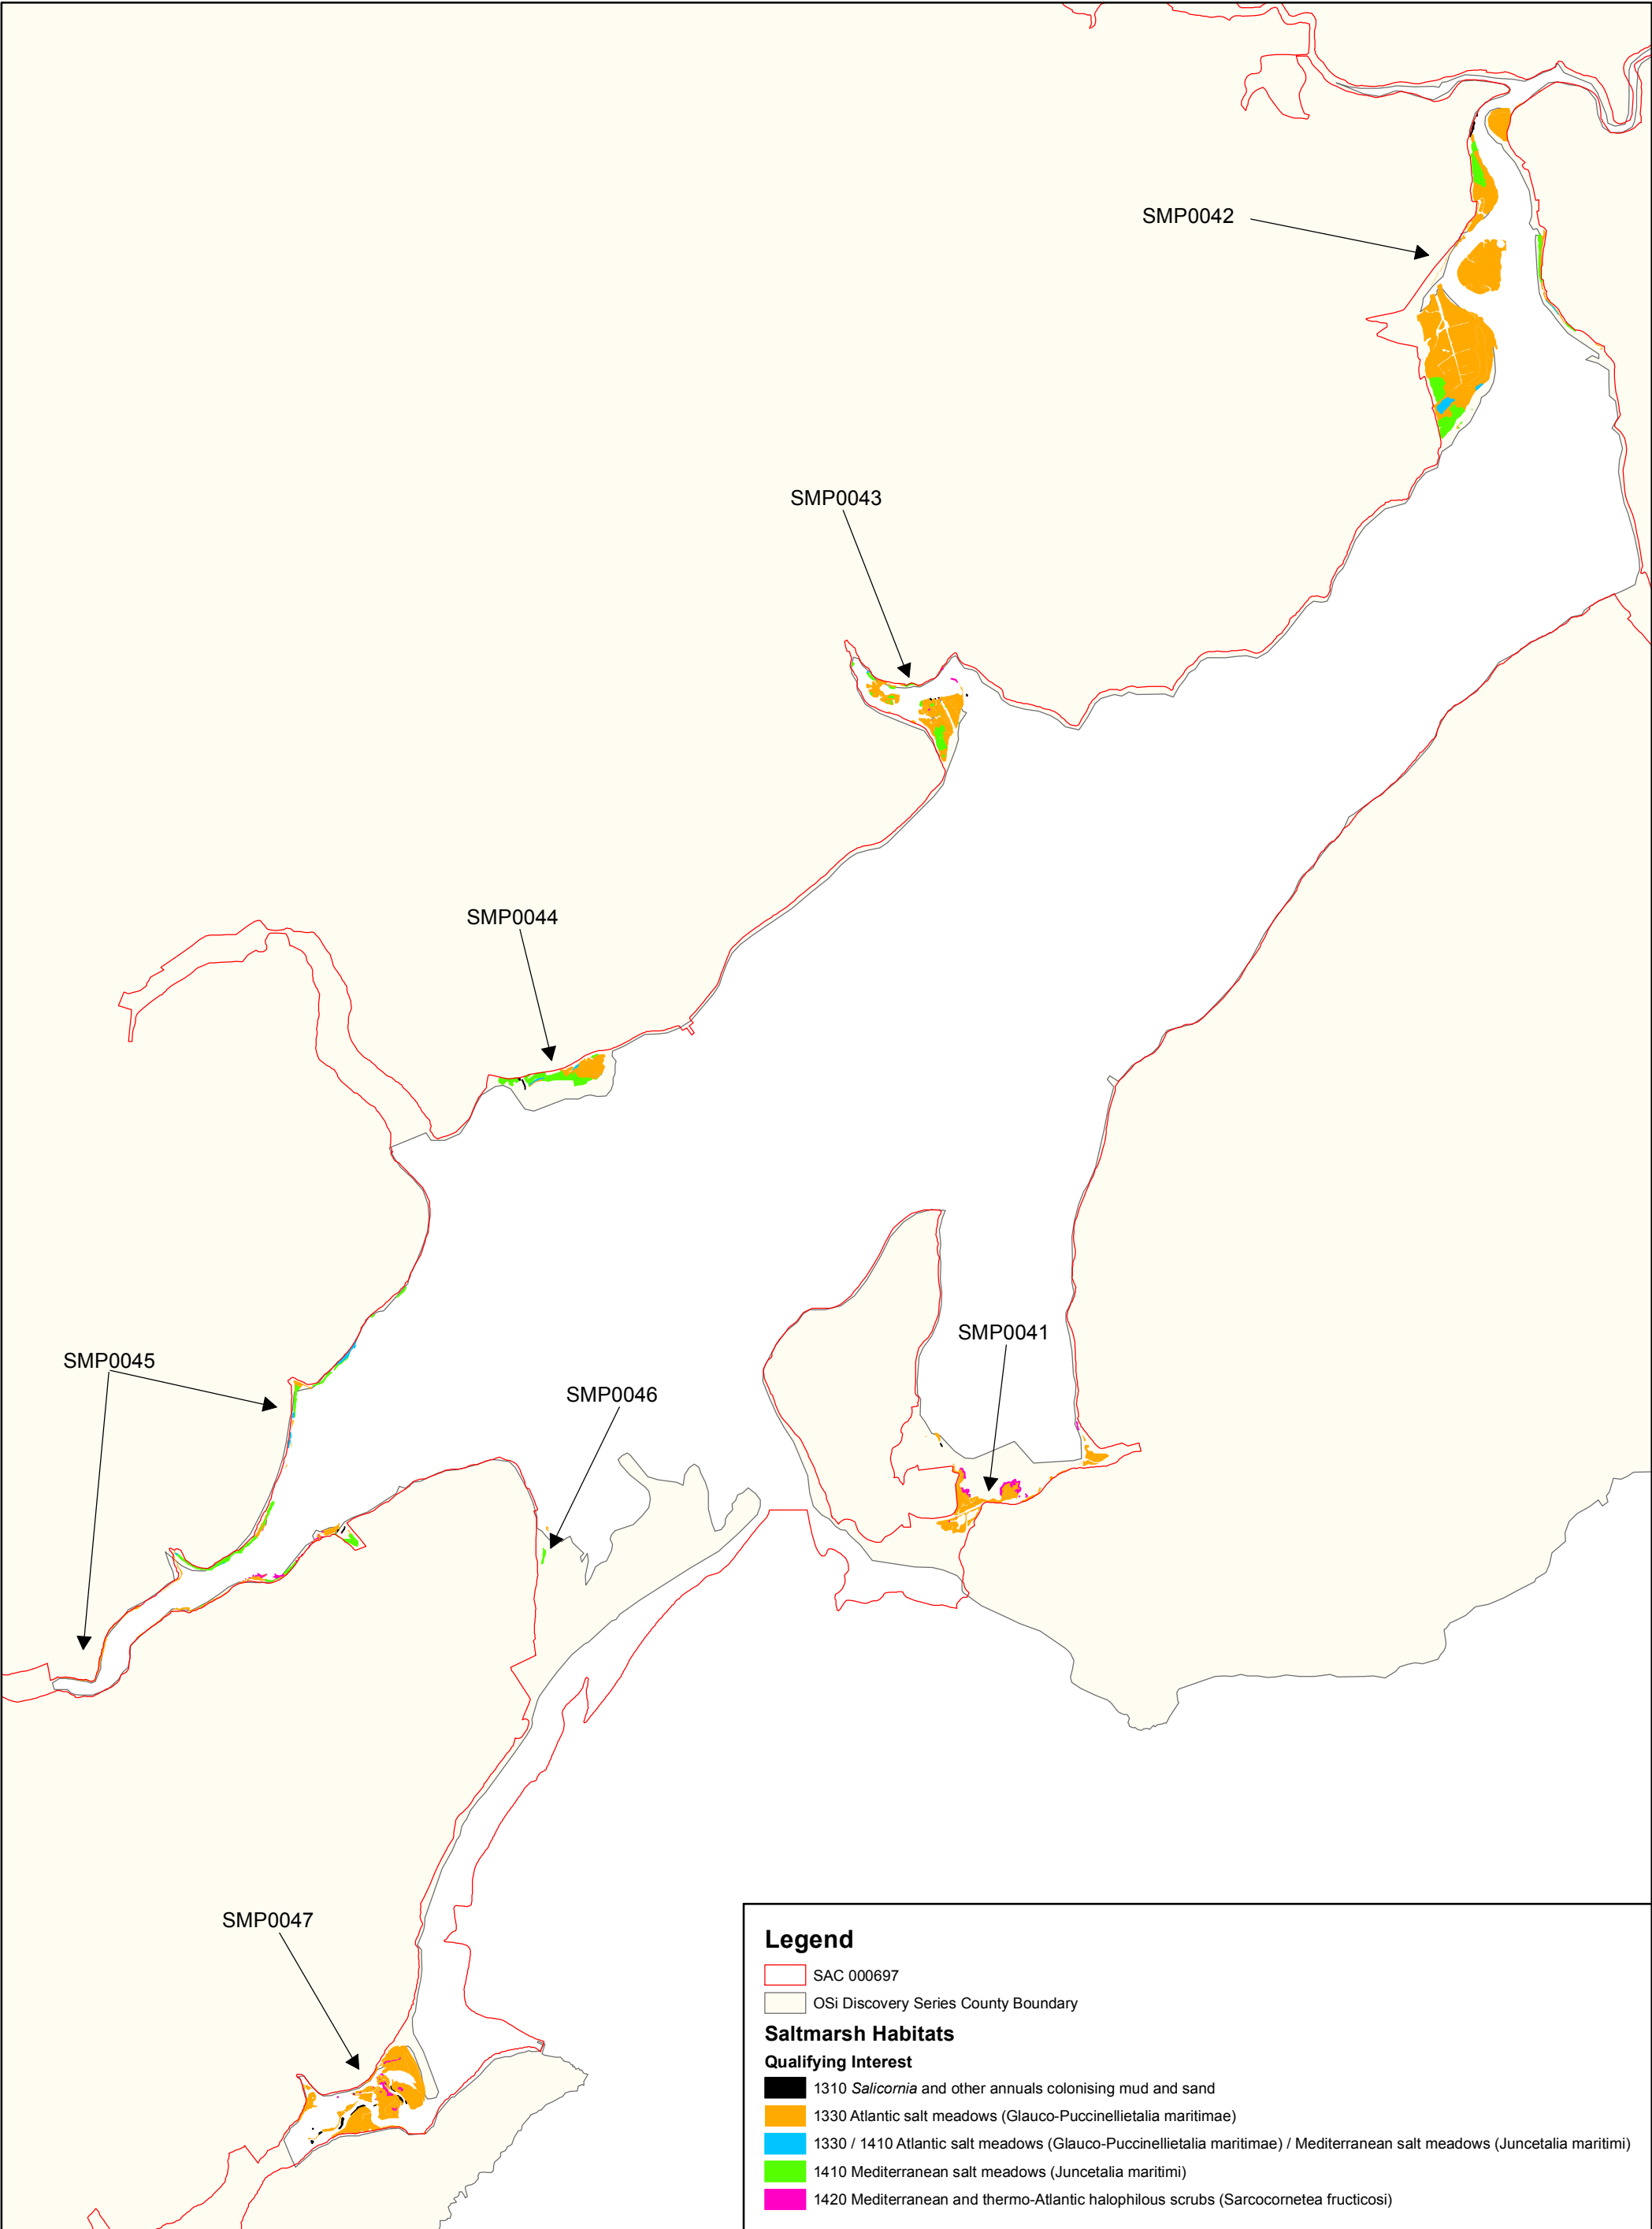 SMP0042
SMP0043
SMP0044
SMP0041
SMP0045
SMP0046
SMP0047
Legend
SAC 000697
OSi Discovery Series County Boundary
Saltmarsh Habitats
Qualifying Interest
1310 Salicornia and other annuals colonising mud and sand
1330 Atlantic salt meadows (Glauco-Puccinellietalia maritimae)
1330 / 1410 Atlantic salt meadows (Glauco-Puccinellietalia maritimae) / Mediterranean salt meadows (Juncetalia maritimi)
1410 Mediterranean salt meadows (Juncetalia maritimi)
1420 Mediterranean and thermo-Atlantic halophilous scrubs (Sarcocornetea fructicosi)